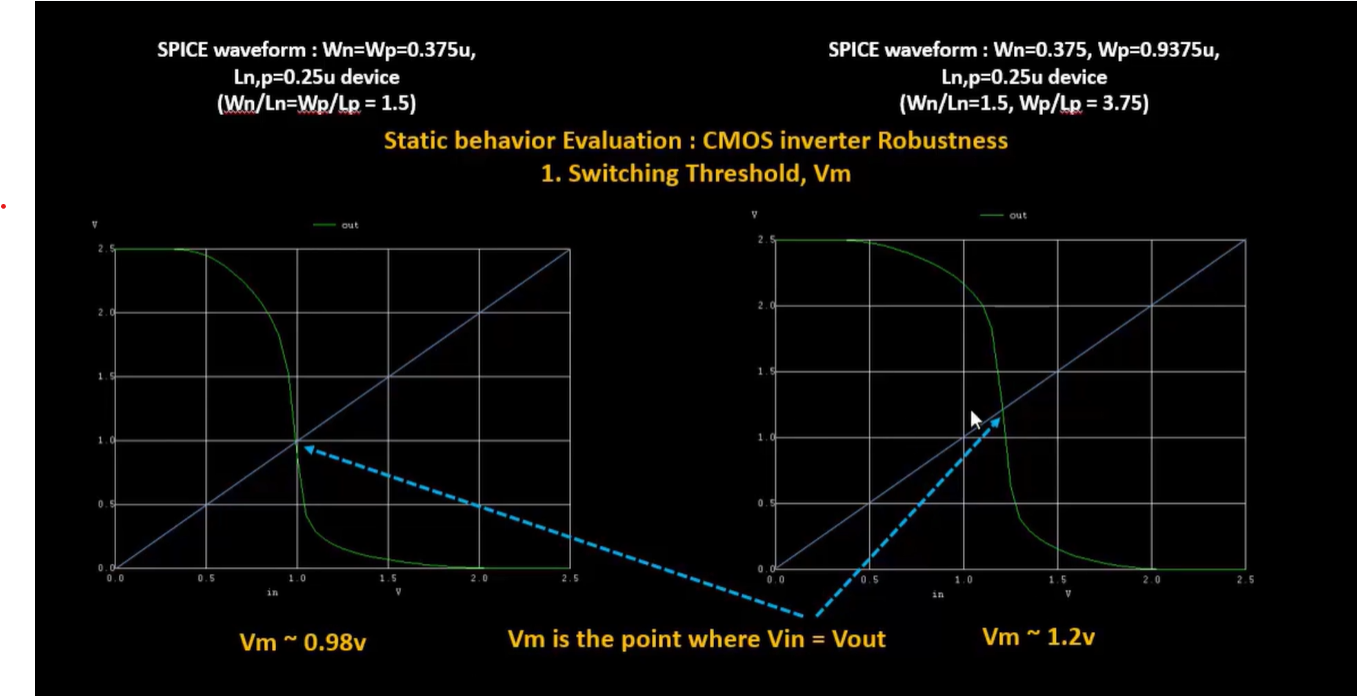 SPICE waveform : Wn=Wp=0.375u,
Ln,p=0.25u device
(Wn/Ln=Wp/Lp = 1.5)
SPICE waveform : Wn=0.375, Wp=0.9375u,
Ln,p=0.25u device
(Wn/Ln=1.5, Wp/Lp = 3.75)
Static behavior Evaluation : CMOS inverter Robustness
1. Switching Threshold, Vm
V
out
2.5
2.0
1.5
1.0
0.5
0.0
0.0 0.5 1.0 1.5 2.0 2.5
in V
V
out
2.5
2.0
1.5
1.0
0.5
0.0
0.0 0.5 1.0 1.5 2.0 2.5
in V
Vm ~ 0.98v
Vm is the point where Vin = Vout
Vm ~ 1.2v